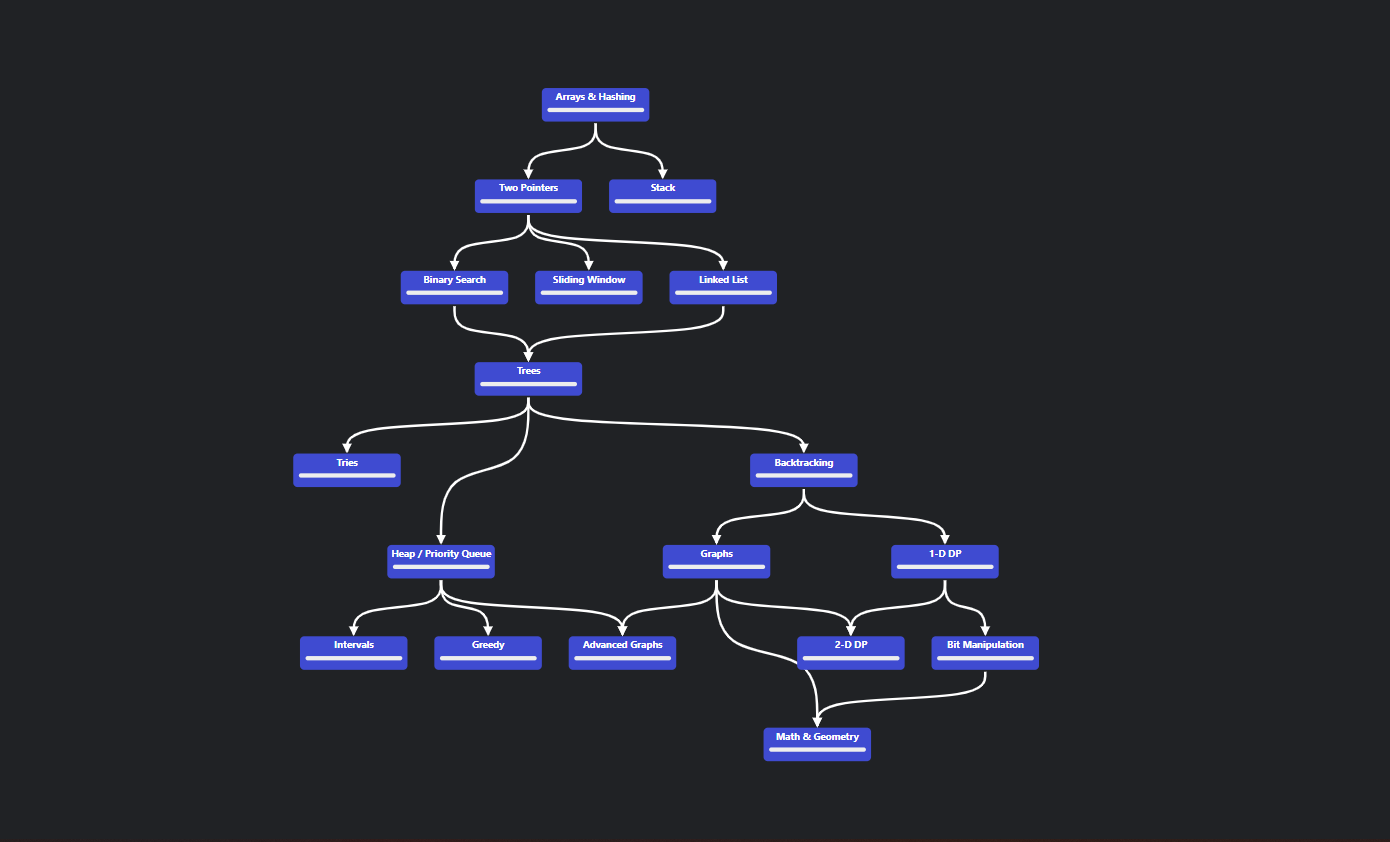 Arrays & Hashing
Two Pointers
Stack
Binary Search
Sliding Window
Linked List
Trees
Tries
Backtracking
Heap / Priority Queue
Graphs
1-D DP
Intervals
Greedy
Advanced Graphs
2-D DP
Bit Manipulation
Math & Geometry